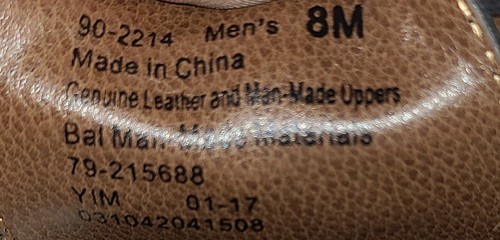 90-2214 Men's 8M
Made in China
Genuine Leather and Man-Made Uppers
Bal Man-Made Materials
79-215688
YIM 01-17
031042041508